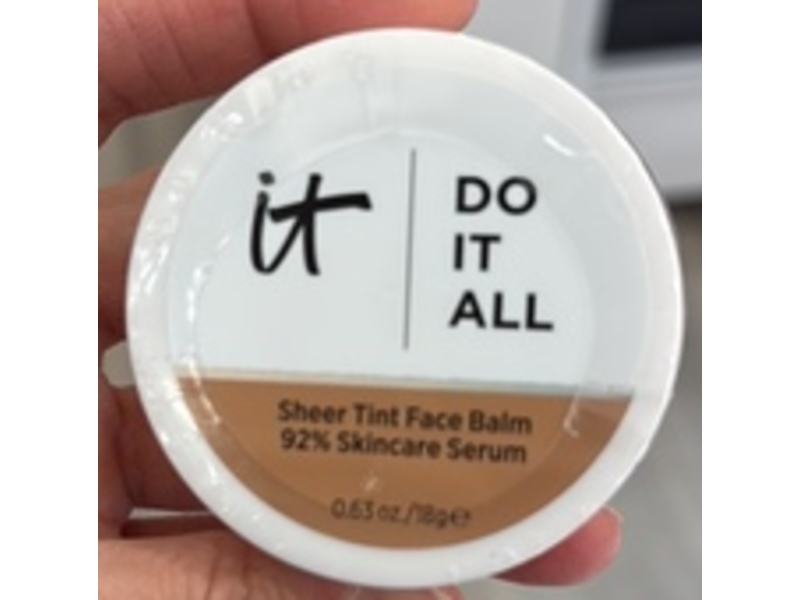 it
DO
IT
ALL
Sheer Tint Face Balm
92% Skincare Serum
0.63 oz./18g℮